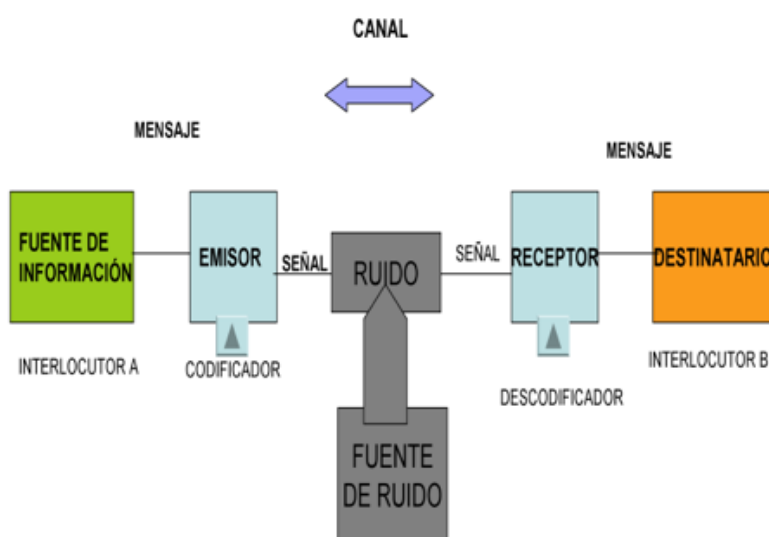 CANAL
MENSAJE
MENSAJE
FUENTE DE
INFORMACIÓN
EMISOR
SEÑAL
RUIDO
SEÑAL
RECEPTOR
DESTINATARIO
INTERLOCUTOR A
CODIFICADOR
DESCODIFICADOR
INTERLOCUTOR B
FUENTE
DE RUIDO